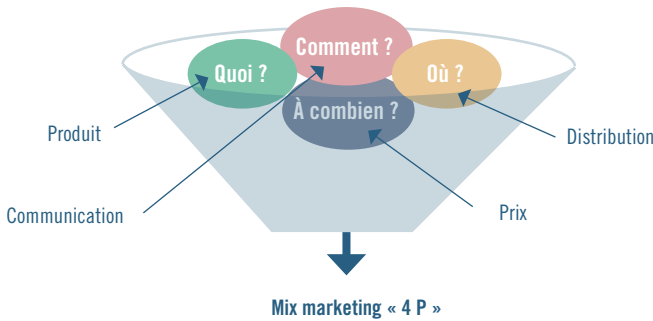 Comment ?
Quoi ?
Où ?
À combien ?
Produit
Distribution
Communication
Prix
Mix marketing « 4 P »